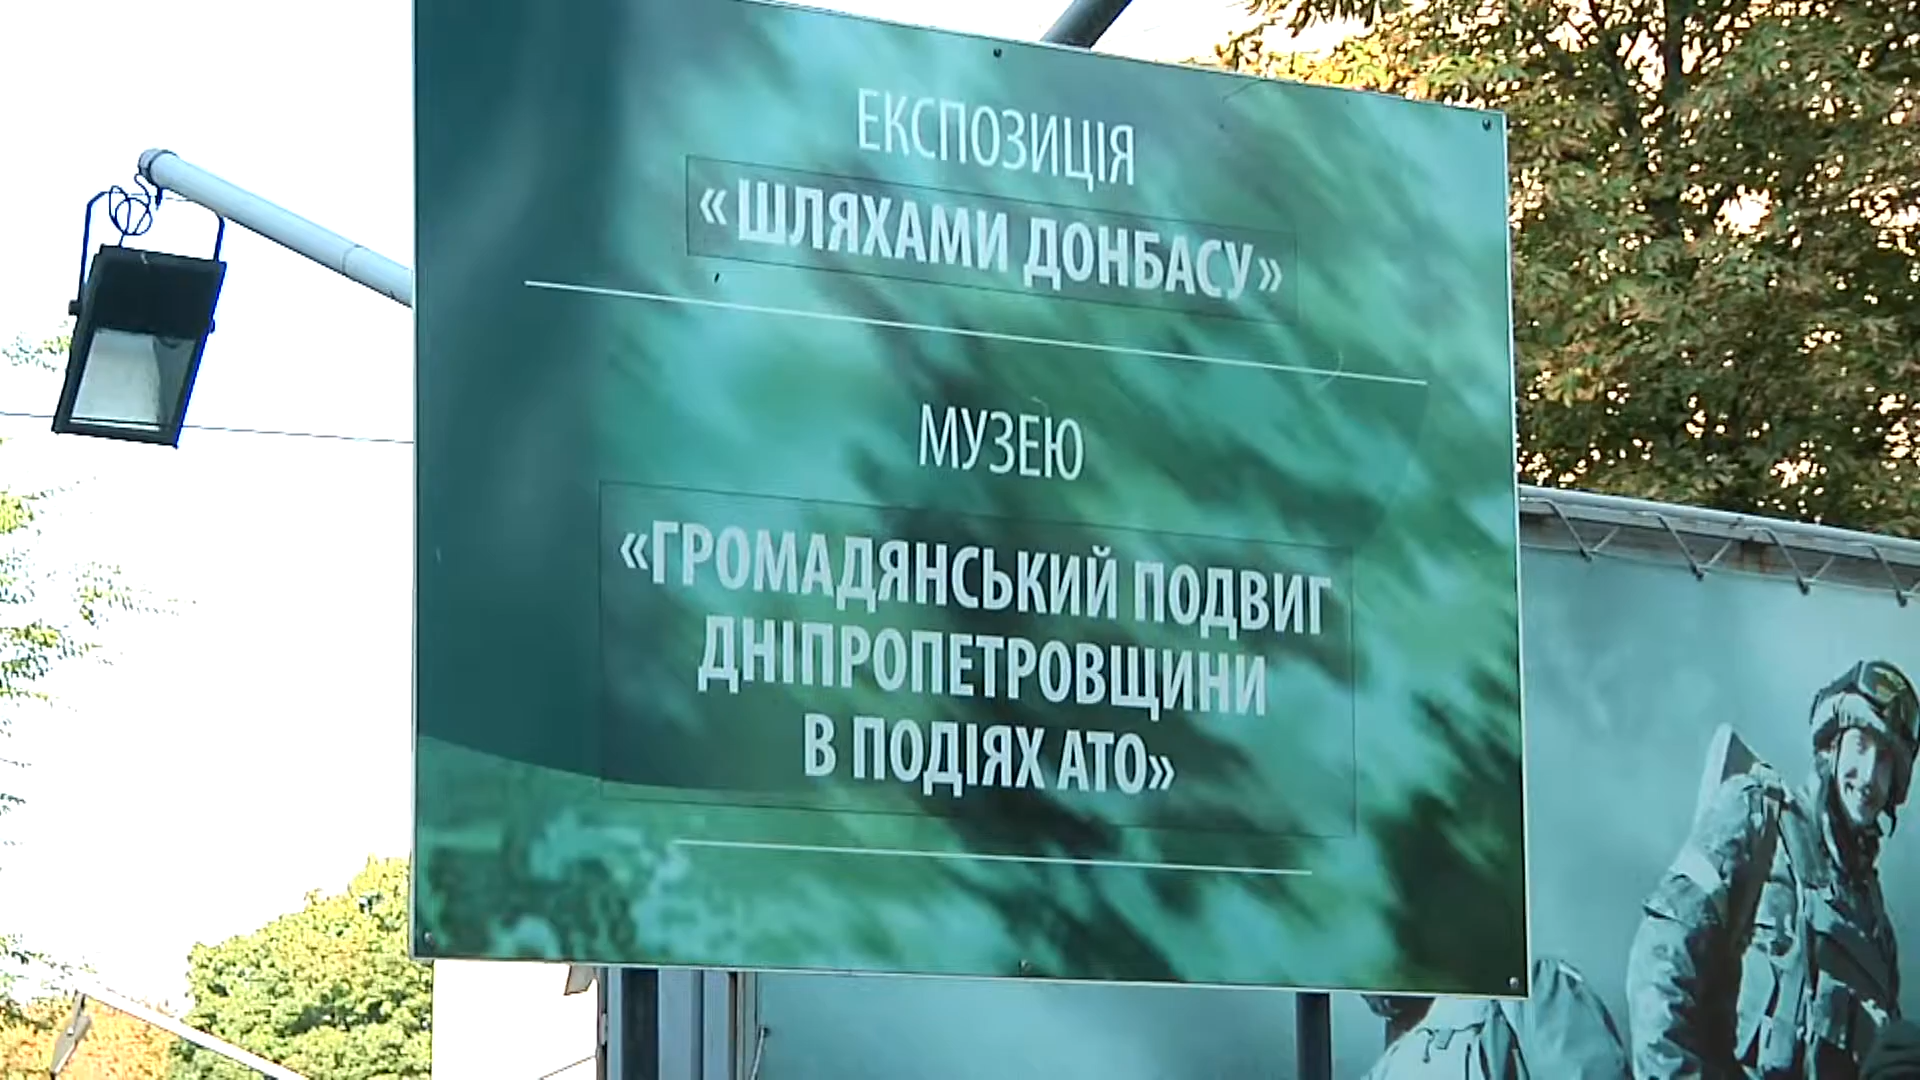 ЕКСПОЗИЦІЯ
«ШЛЯХАМИ ДОНБАСУ»
МУЗЕЮ
«ГРОМАДЯНСЬКИЙ ПОДВИГ
ДНІПРОПЕТРОВЩИНИ
В ПОДІЯХ АТО»